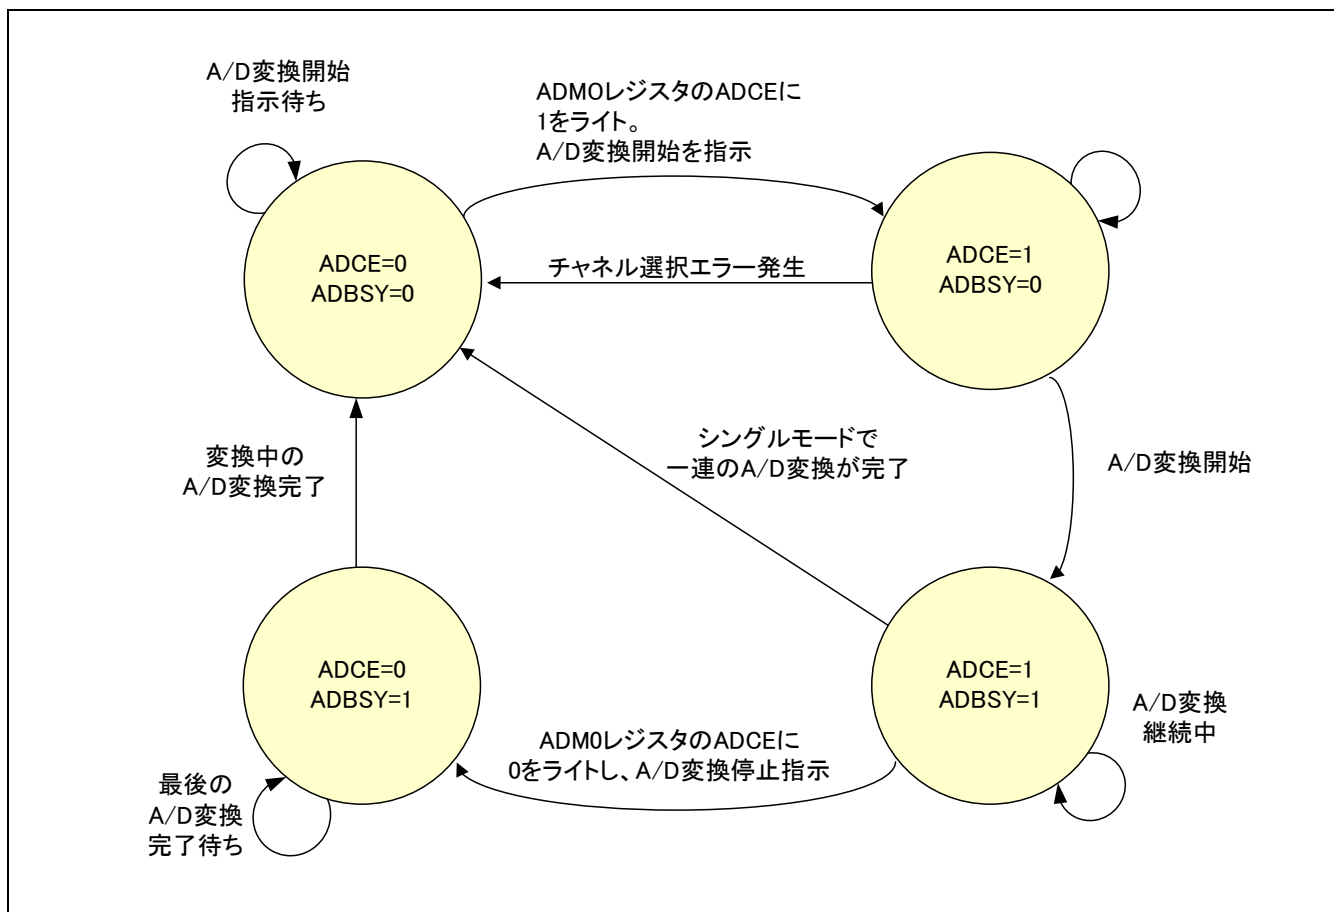 A/D変換開始
指示待ち
ADM0レジスタのADCEに
1をライト。
A/D変換開始を指示
ADCE=0
ADBSY=0
チャネル選択エラー発生
ADCE=1
ADBSY=0
変換中の
A/D変換完了
シングルモードで
一連のA/D変換が完了
A/D変換開始
ADCE=0
ADBSY=1
ADCE=1
ADBSY=1
A/D変換
継続中
ADM0レジスタのADCEに
0をライトし、A/D変換停止指示
最後の
A/D変換
完了待ち